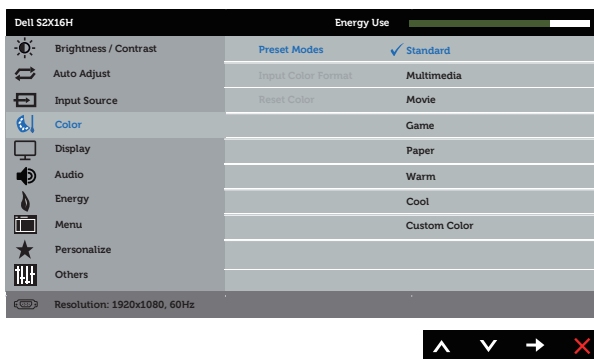 Dell S2X16H Energy Use
Brightness / Contrast Preset Modes Standard
Auto Adjust Input Color Format Multimedia
Input Source Reset Color Movie
Color Game
Display Paper
Audio Warm
Energy Cool
Menu Custom Color
Personalize
Others
Resolution: 1920x1080, 60Hz